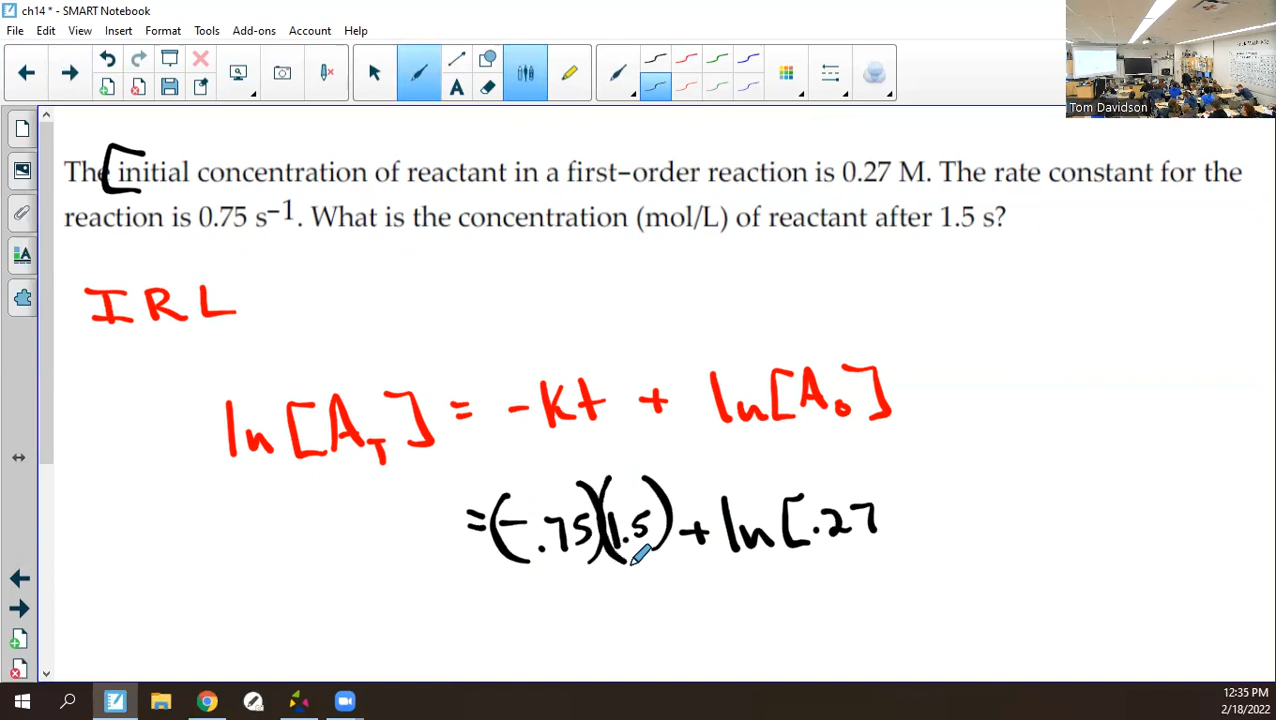 ch14 * - SMART Notebook
File Edit View Insert Format Tools Add-ons Account Help
A
Tom Davidson
The [initial concentration of reactant in a first-order reaction is 0.27 M. The rate constant for the
reaction is 0.75 s⁻¹. What is the concentration (mol/L) of reactant after 1.5 s?
IRL
ln[A_T] = -kt + ln[A_0]
=(-.75)(1.5) + ln[.27
12:35 PM
2/18/2022